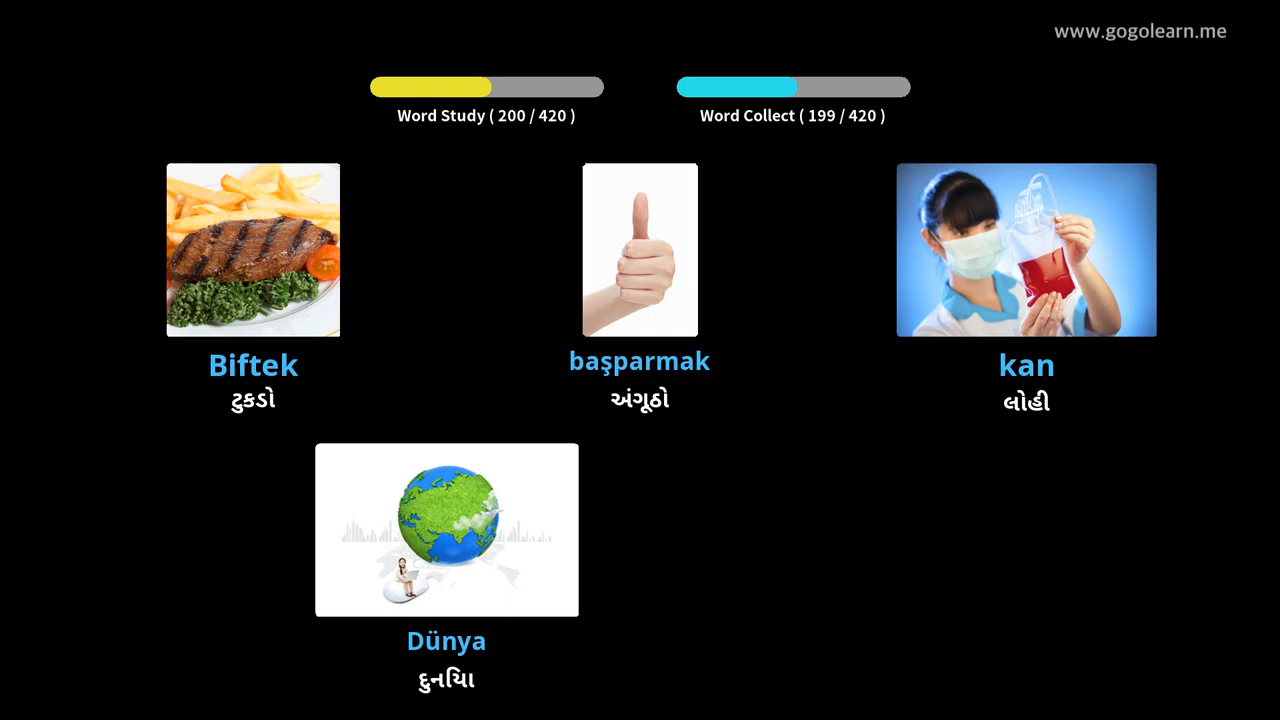 www.gogolearn.me
Word Study ( 200 / 420 )
Word Collect ( 199 / 420 )
Biftek
ટુકડો
başparmak
અંગૂઠો
kan
લોહી
Dünya
દુનિયા